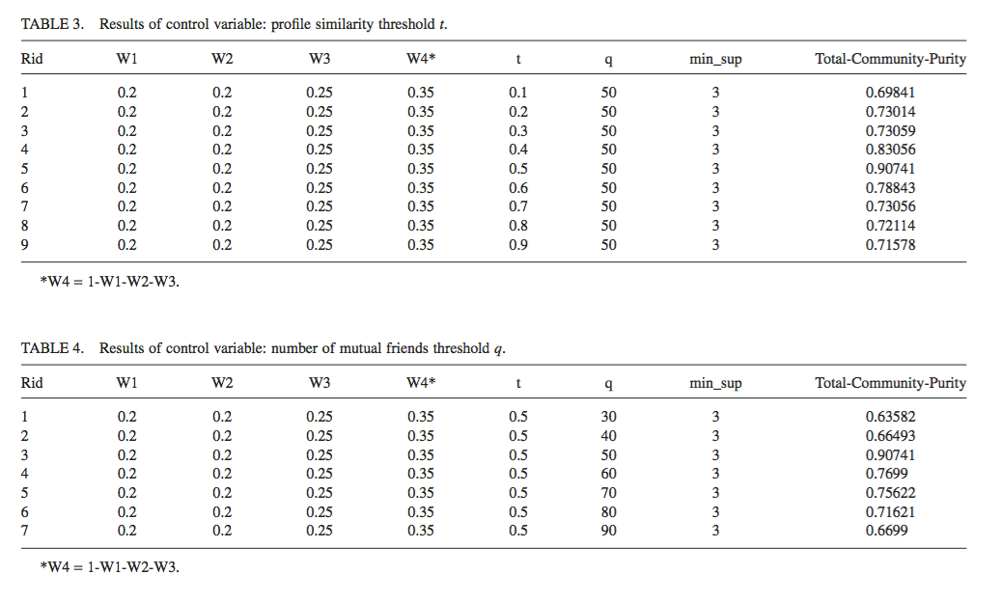 TABLE 3. Results of control variable: profile similarity threshold t.
Rid W1 W2 W3 W4* t q min_sup Total-Community-Purity
1 0.2 0.2 0.25 0.35 0.1 50 3 0.69841
2 0.2 0.2 0.25 0.35 0.2 50 3 0.73014
3 0.2 0.2 0.25 0.35 0.3 50 3 0.73059
4 0.2 0.2 0.25 0.35 0.4 50 3 0.83056
5 0.2 0.2 0.25 0.35 0.5 50 3 0.90741
6 0.2 0.2 0.25 0.35 0.6 50 3 0.78843
7 0.2 0.2 0.25 0.35 0.7 50 3 0.73056
8 0.2 0.2 0.25 0.35 0.8 50 3 0.72114
9 0.2 0.2 0.25 0.35 0.9 50 3 0.71578
*W4 = 1-W1-W2-W3.
TABLE 4. Results of control variable: number of mutual friends threshold q.
Rid W1 W2 W3 W4* t q min_sup Total-Community-Purity
1 0.2 0.2 0.25 0.35 0.5 30 3 0.63582
2 0.2 0.2 0.25 0.35 0.5 40 3 0.66493
3 0.2 0.2 0.25 0.35 0.5 50 3 0.90741
4 0.2 0.2 0.25 0.35 0.5 60 3 0.7699
5 0.2 0.2 0.25 0.35 0.5 70 3 0.75622
6 0.2 0.2 0.25 0.35 0.5 80 3 0.71621
7 0.2 0.2 0.25 0.35 0.5 90 3 0.6699
*W4 = 1-W1-W2-W3.